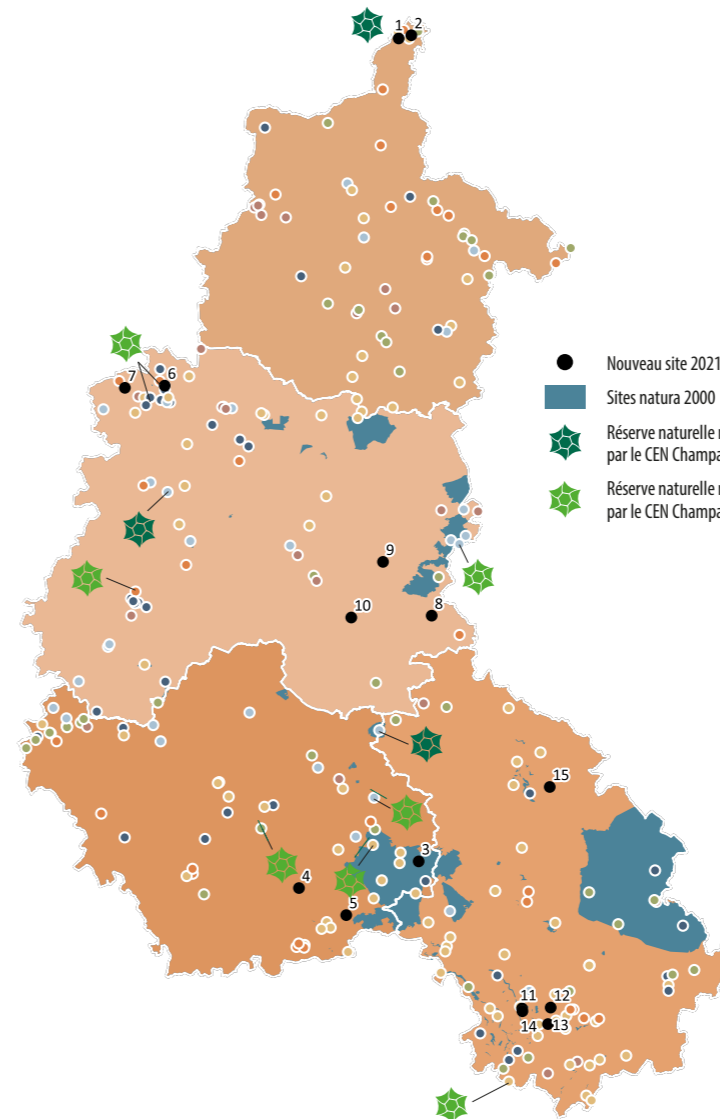 1 2
Nouveau site 2021
Sites natura 2000
Réserve naturelle
par le CEN Champa
Réserve naturelle
par le CEN Champa
7 6
9
10 8
15
3
4
5
11 12
14 13